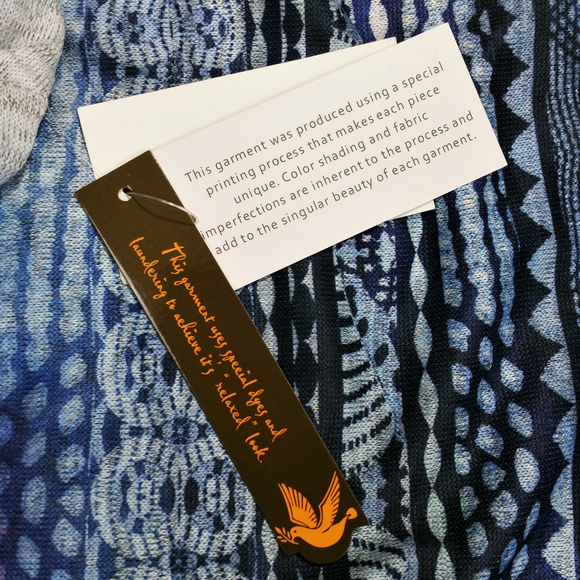 This garment was produced using a special
printing process that makes each piece
unique. Color shading and fabric
imperfections are inherent to the process and
add to the singular beauty of each garment.
This garment uses special dyes and
laundering to achieve it's "relaxed" look.